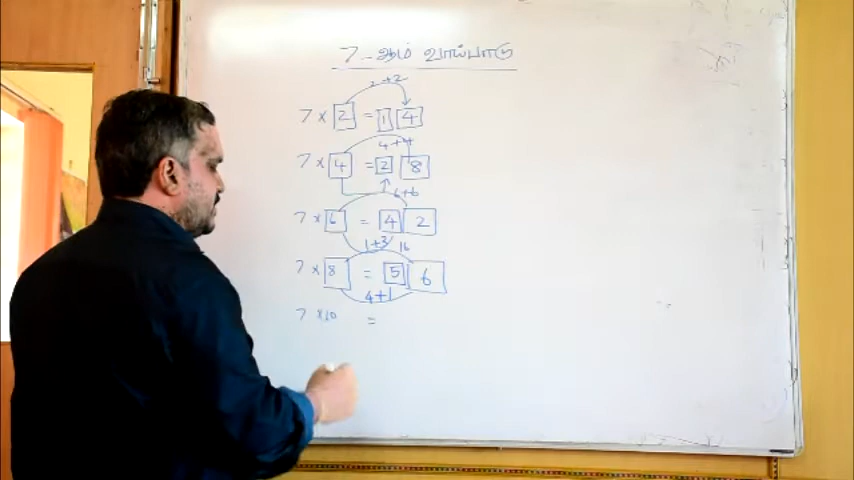 7 - ஆம் வாய்பாடு
2+2
7 × 2 = 1 4
4+4
7 × 4 = 2 8
6+6
7 × 6 = 4 2
1+3 16
7 × 8 = 5 6
4+1
7 × 10 =